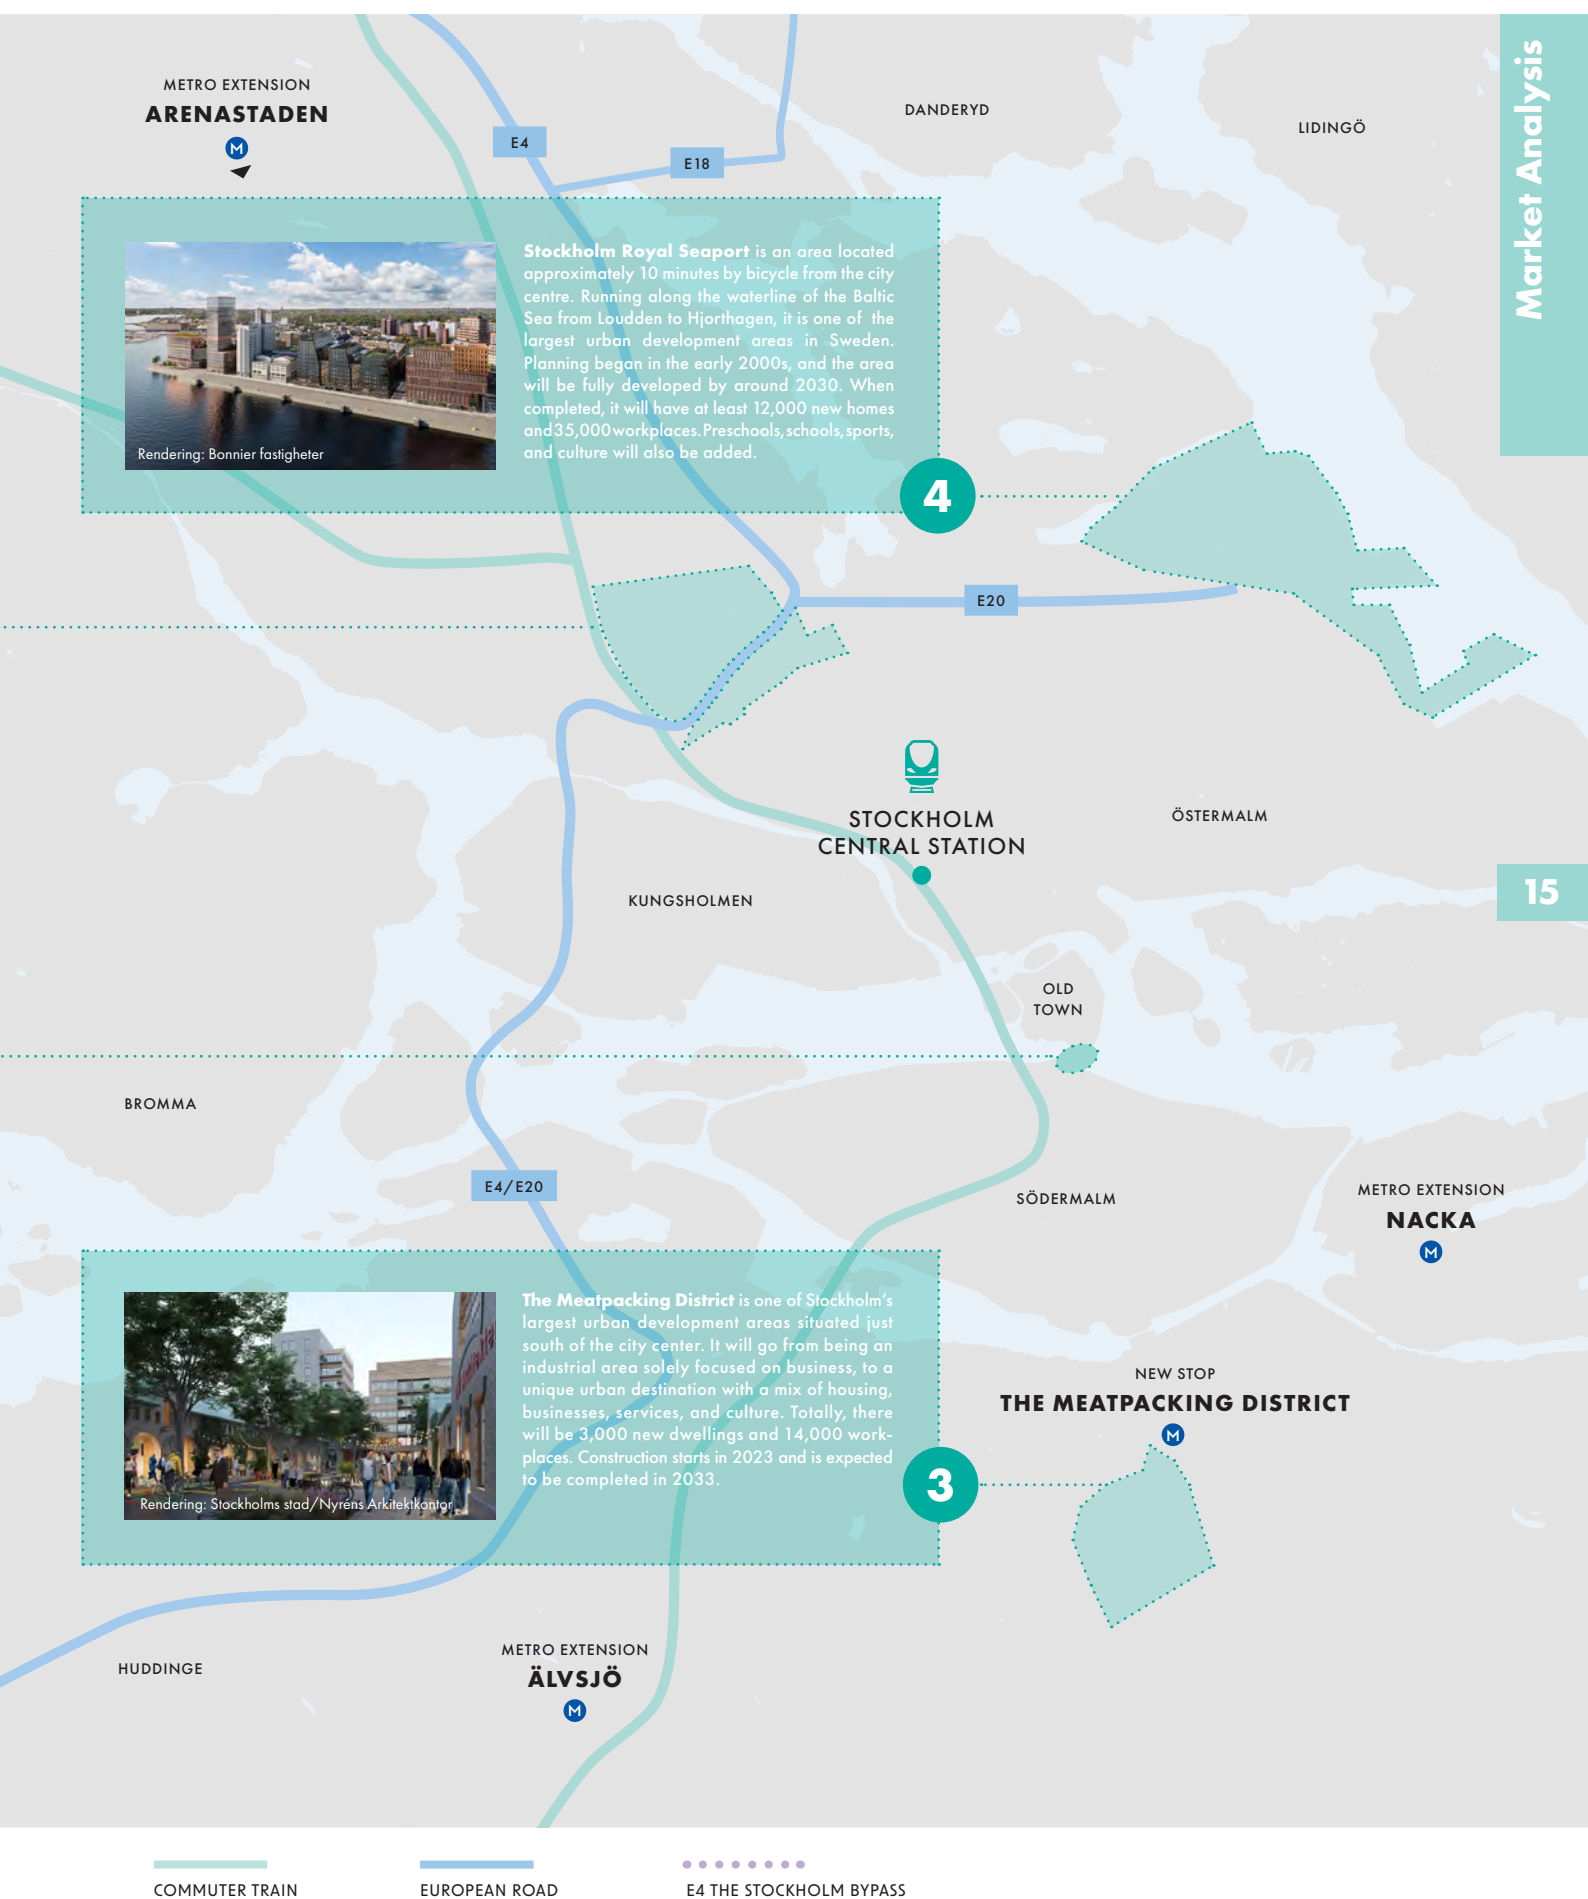 Market Analysis
METRO EXTENSION
ARENASTADEN
M
E4
E18
DANDERYD
LIDINGÖ
Stockholm Royal Seaport is an area located
approximately 10 minutes by bicycle from the city
centre. Running along the waterline of the Baltic
Sea from Loudden to Hjorthagen, it is one of the
largest urban development areas in Sweden.
Planning began in the early 2000s, and the area
will be fully developed by around 2030. When
completed, it will have at least 12,000 new homes
and 35,000 workplaces. Preschools, schools, sports,
and culture will also be added.
Rendering: Bonnier fastigheter
4
E20
STOCKHOLM
CENTRAL STATION
ÖSTERMALM
KUNGSHOLMEN
15
OLD
TOWN
BROMMA
E4/E20
SÖDERMALM
METRO EXTENSION
NACKA
M
The Meatpacking District is one of Stockholm's
largest urban development areas situated just
south of the city center. It will go from being an
industrial area solely focused on business, to a
unique urban destination with a mix of housing,
businesses, services, and culture. Totally, there
will be 3,000 new dwellings and 14,000 work-
places. Construction starts in 2023 and is expected
to be completed in 2033.
Rendering: Stockholms stad/Nyréns Arkitektkontor
3
NEW STOP
THE MEATPACKING DISTRICT
M
HUDDINGE
METRO EXTENSION
ÄLVSJÖ
M
COMMUTER TRAIN
EUROPEAN ROAD
E4 THE STOCKHOLM BYPASS